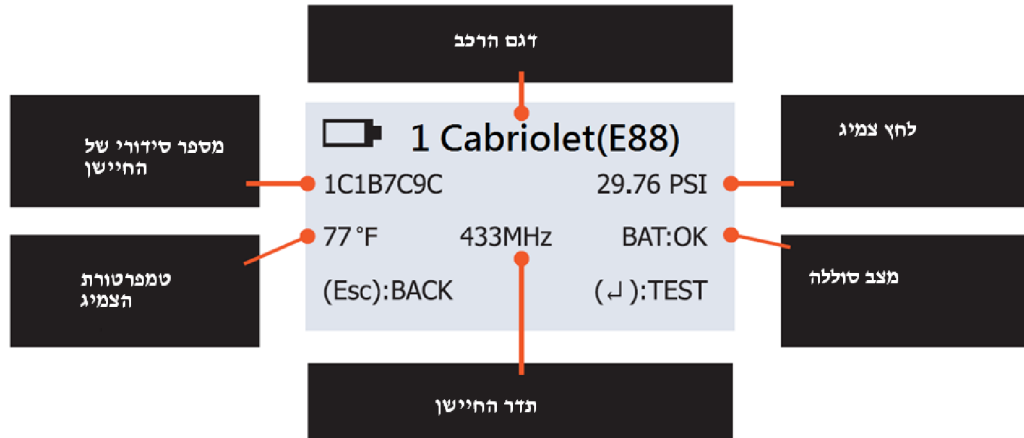 דגם הרכב
מספר סידורי של
החיישן
לחץ צמיג
1 Cabriolet(E88)
1C1B7C9C 29.76 PSI
77°F 433MHz BAT:OK
(Esc):BACK (↵):TEST
טמפרטורת
הצמיג
מצב סוללה
תדר החיישן